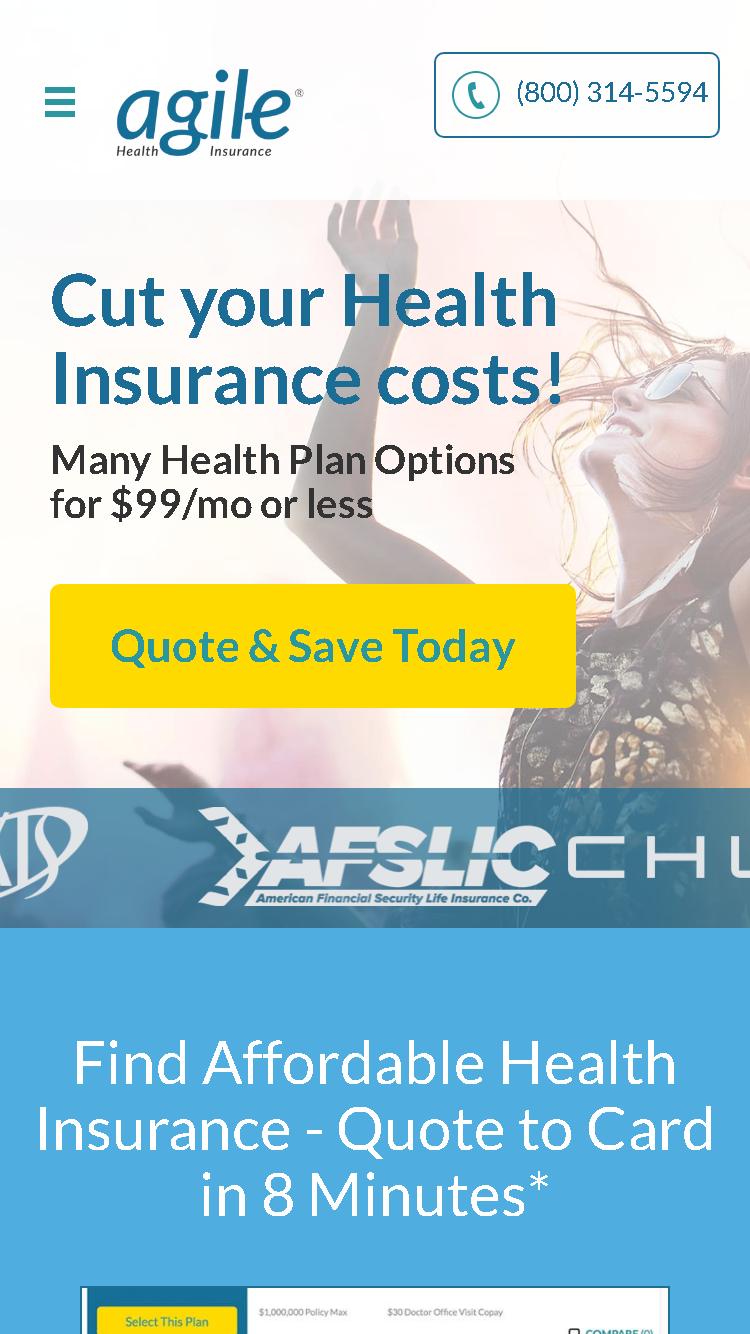 agile®
Health Insurance
(800) 314-5594
Cut your Health
Insurance costs!
Many Health Plan Options
for $99/mo or less
Quote & Save Today
AFSLIC
American Financial Security Life Insurance Co.
Find Affordable Health
Insurance - Quote to Card
in 8 Minutes*
$1,000,000 Policy Max
$30 Doctor Office Visit Copay
Select This Plan